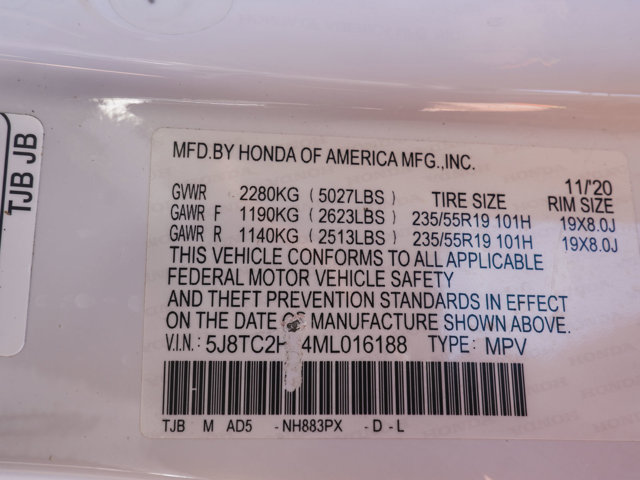 TJB JB
MFD.BY HONDA OF AMERICA MFG.,INC.
11/'20
GVWR 2280KG (5027LBS) TIRE SIZE RIM SIZE
GAWR F 1190KG (2623LBS) 235/55R19 101H 19X8.0J
GAWR R 1140KG (2513LBS) 235/55R19 101H 19X8.0J
THIS VEHICLE CONFORMS TO ALL APPLICABLE
FEDERAL MOTOR VEHICLE SAFETY
AND THEFT PREVENTION STANDARDS IN EFFECT
ON THE DATE OF MANUFACTURE SHOWN ABOVE.
V.I.N.: 5J8TC2H 4ML016188 TYPE: MPV
TJB M AD5 -NH883PX -D-L